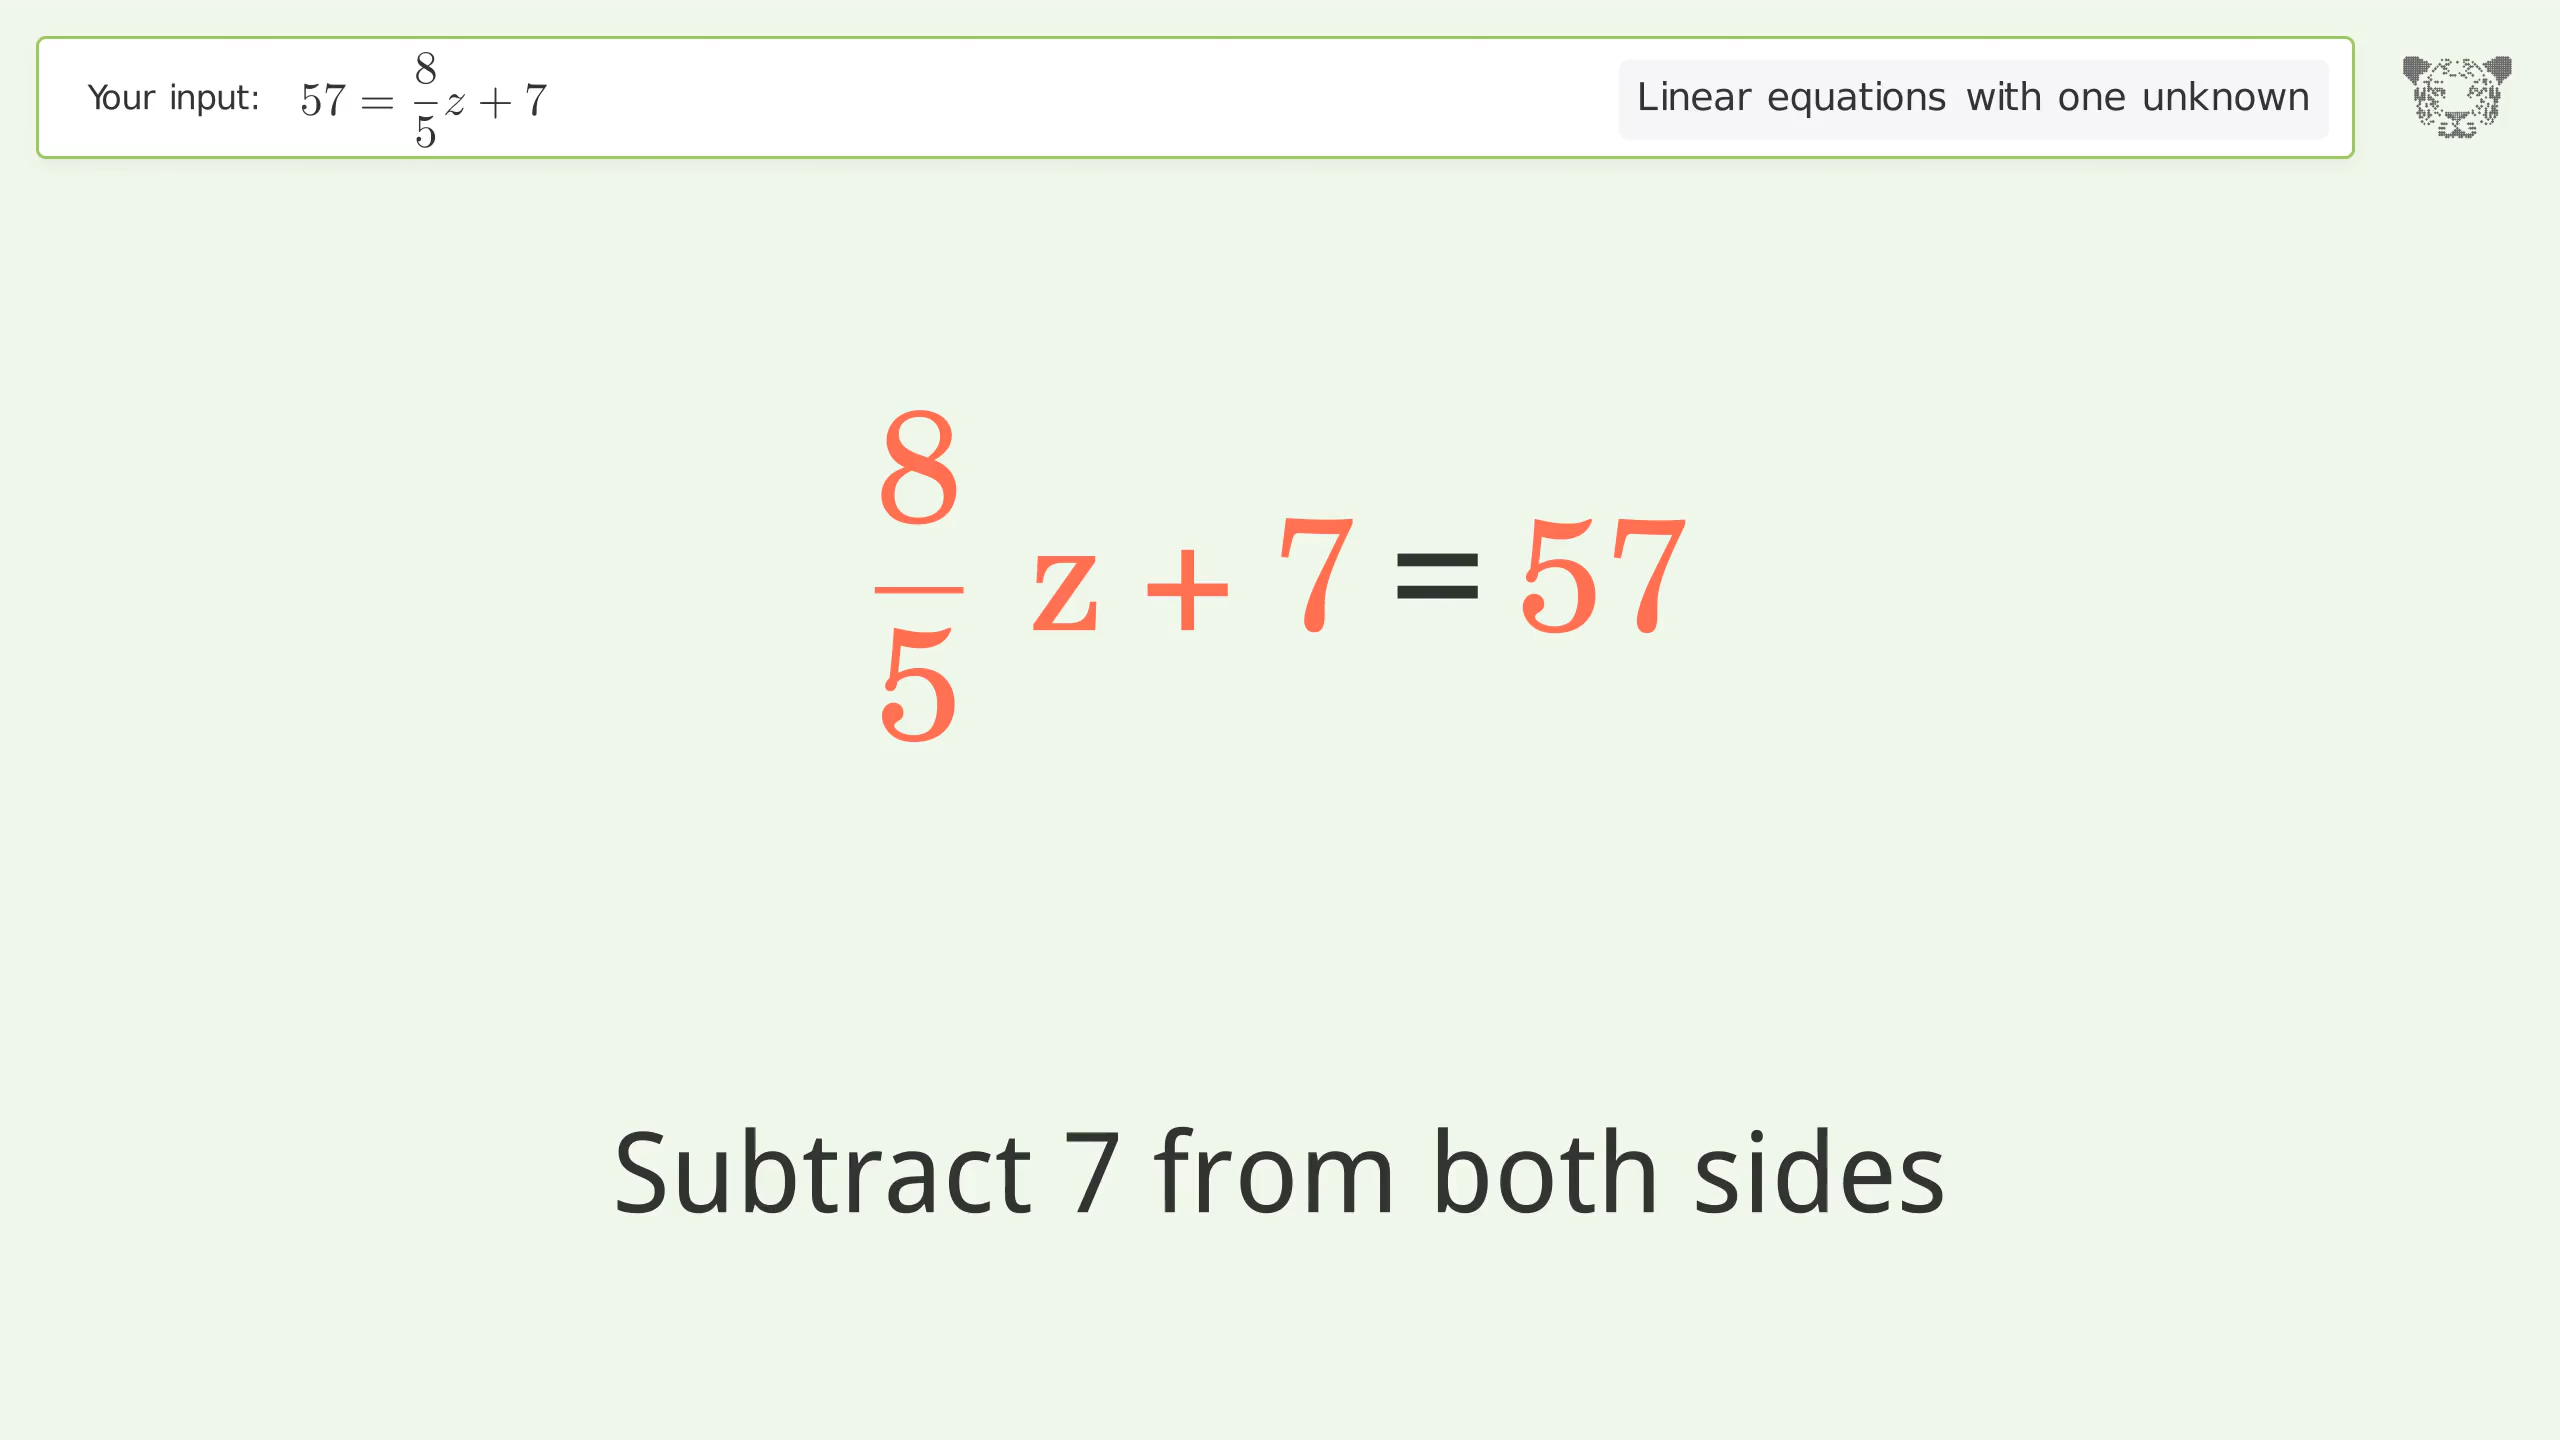 Your input: 57 = 8/5 z + 7
Linear equations with one unknown
8/5 z + 7 = 57
Subtract 7 from both sides